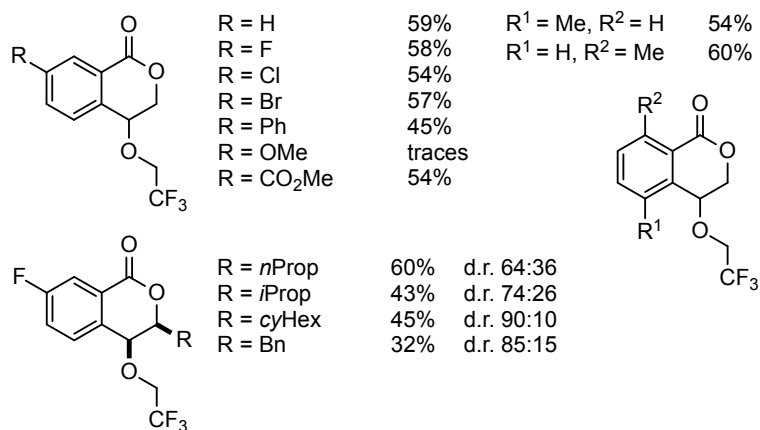 R = H 59%
R = F 58%
R = Cl 54%
R = Br 57%
R = Ph 45%
R = OMe traces
R = CO₂Me 54%
R
O
O
O
CF₃
R¹ = Me, R² = H 54%
R¹ = H, R² = Me 60%
R²
O
O
R¹
O
CF₃
R = nProp 60% d.r. 64:36
R = iProp 43% d.r. 74:26
R = cyHex 45% d.r. 90:10
R = Bn 32% d.r. 85:15
F
O
O
R
O
CF₃